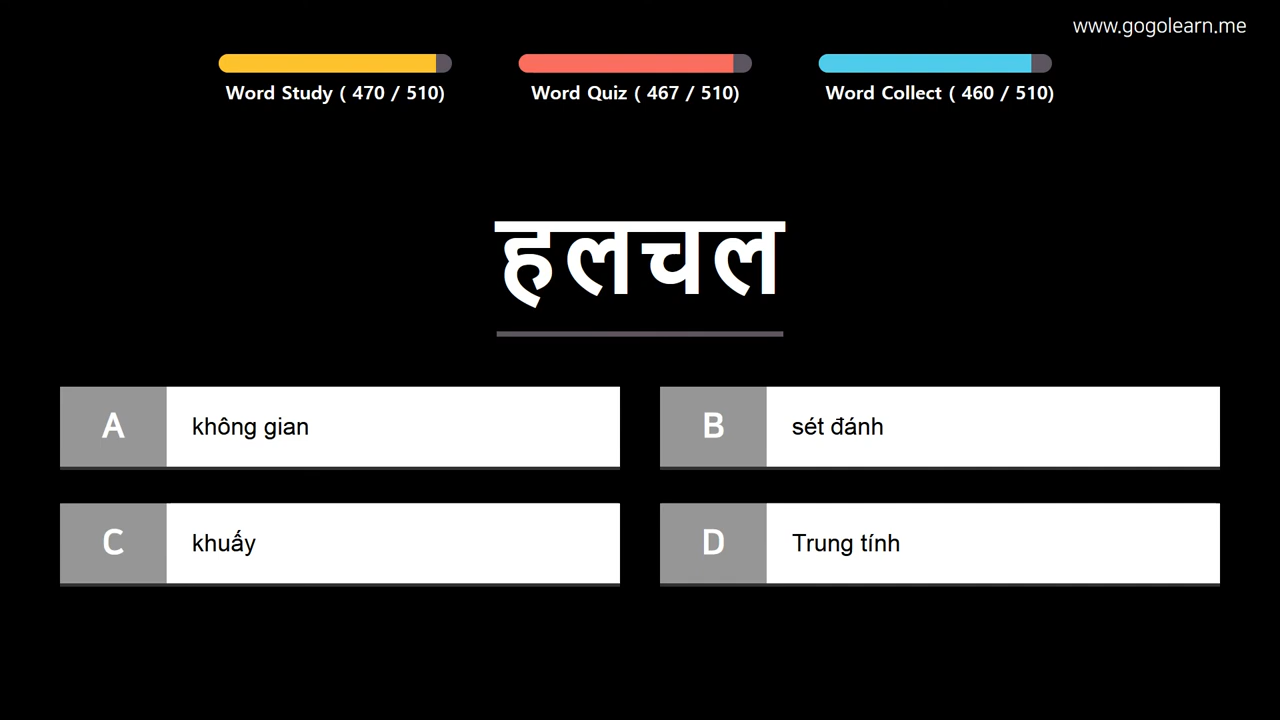 www.gogolearn.me
Word Study ( 470 / 510)
Word Quiz ( 467 / 510)
Word Collect ( 460 / 510)
हलचल
A không gian
B sét đánh
C khuấy
D Trung tính